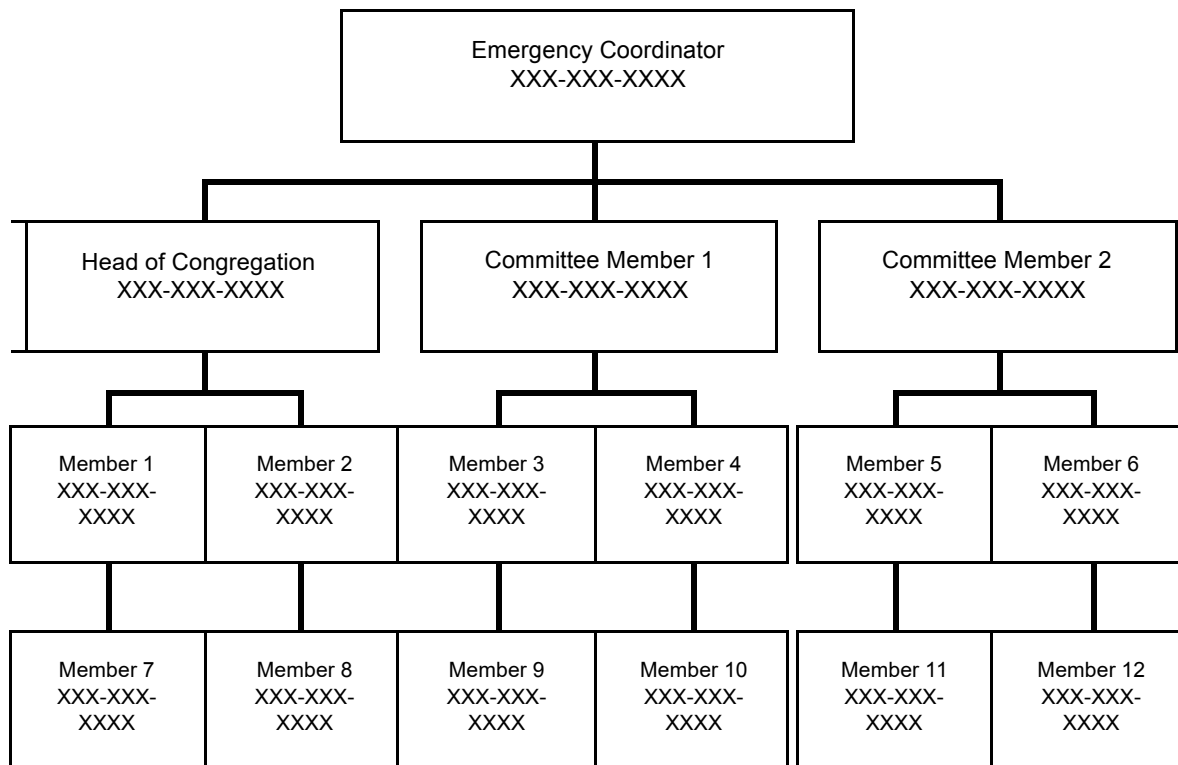 Emergency Coordinator
XXX-XXX-XXXX
Head of Congregation
XXX-XXX-XXXX
Committee Member 1
XXX-XXX-XXXX
Committee Member 2
XXX-XXX-XXXX
Member 1
XXX-XXX-
XXXX
Member 2
XXX-XXX-
XXXX
Member 3
XXX-XXX-
XXXX
Member 4
XXX-XXX-
XXXX
Member 5
XXX-XXX-
XXXX
Member 6
XXX-XXX-
XXXX
Member 7
XXX-XXX-
XXXX
Member 8
XXX-XXX-
XXXX
Member 9
XXX-XXX-
XXXX
Member 10
XXX-XXX-
XXXX
Member 11
XXX-XXX-
XXXX
Member 12
XXX-XXX-
XXXX